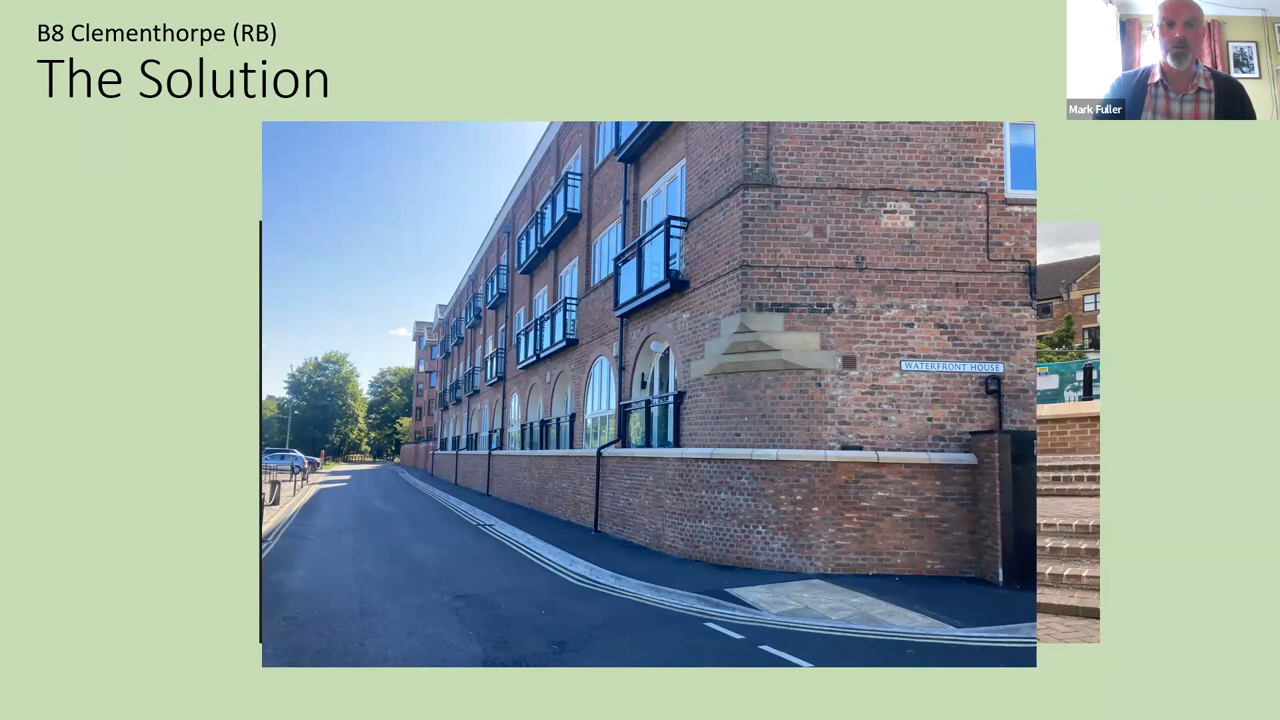 B8 Clementhorpe (RB)
The Solution
Mark Fuller
WATERFRONT HOUSE